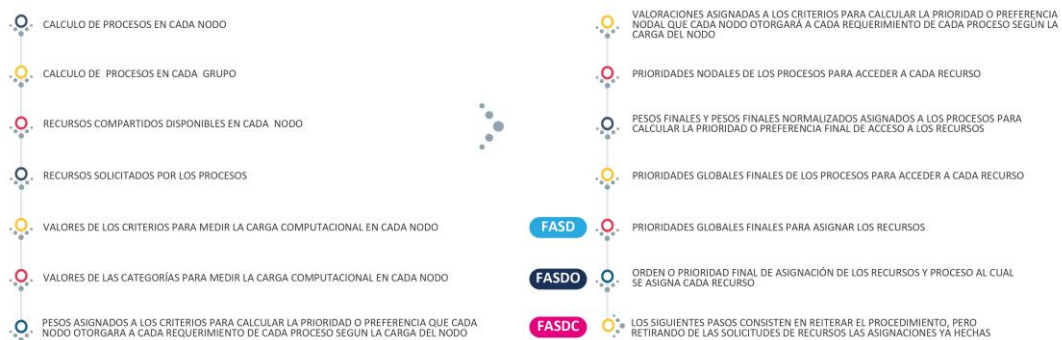 CALCULO DE PROCESOS EN CADA NODO
CALCULO DE PROCESOS EN CADA GRUPO
RECURSOS COMPARTIDOS DISPONIBLES EN CADA NODO
RECURSOS SOLICITADOS POR LOS PROCESOS
VALORES DE LOS CRITERIOS PARA MEDIR LA CARGA COMPUTACIONAL EN CADA NODO
VALORES DE LAS CATEGORÍAS PARA MEDIR LA CARGA COMPUTACIONAL EN CADA NODO
PESOS ASIGNADOS A LOS CRITERIOS PARA CALCULAR LA PRIORIDAD O PREFERENCIA QUE CADA
NODO OTORGARA A CADA REQUERIMIENTO DE CADA PROCESO SEGUN LA CARGA DEL NODO
VALORACIONES ASIGNADAS A LOS CRITERIOS PARA CALCULAR LA PRIORIDAD O PREFERENCIA
NODAL QUE CADA NODO OTORGARÁ A CADA REQUERIMIENTO DE CADA PROCESO SEGÚN LA
CARGA DEL NODO
PRIORIDADES NODALES DE LOS PROCESOS PARA ACCEDER A CADA RECURSO
PESOS FINALES Y PESOS FINALES NORMALIZADOS ASIGNADOS A LOS PROCESOS PARA
CALCULAR LA PRIORIDAD O PREFERENCIA FINAL DE ACCESO A LOS RECURSOS
PRIORIDADES GLOBALES FINALES DE LOS PROCESOS PARA ACCEDER A CADA RECURSO
FASD
PRIORIDADES GLOBALES FINALES PARA ASIGNAR LOS RECURSOS
FASDO
ORDEN O PRIORIDAD FINAL DE ASIGNACIÓN DE LOS RECURSOS Y PROCESO AL CUAL
SE ASIGNA CADA RECURSO
FASDC
LOS SIGUIENTES PASOS CONSISTEN EN REITERAR EL PROCEDIMIENTO, PERO
RETIRANDO DE LAS SOLICITUDES DE RECURSOS LAS ASIGNACIONES YA HECHAS